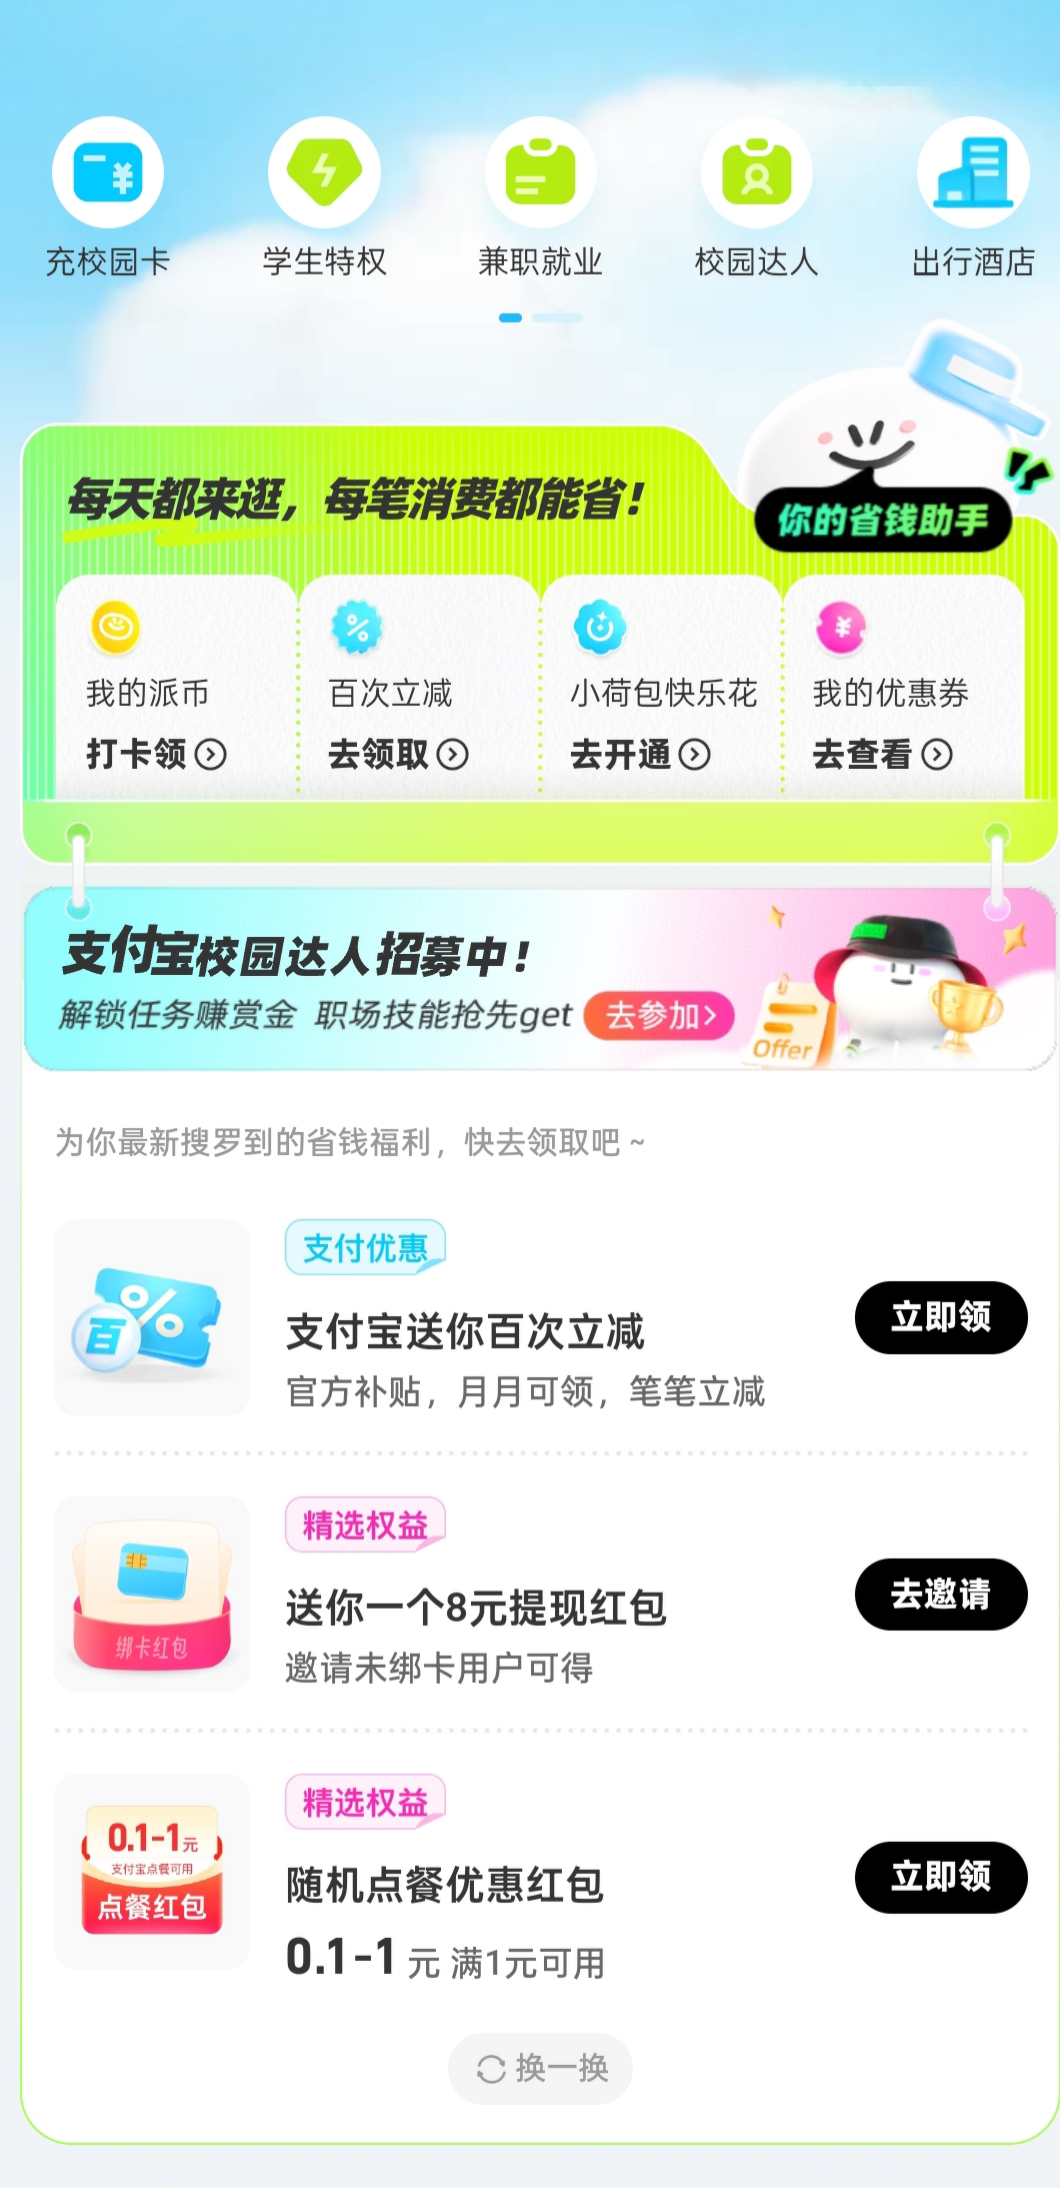 充校园卡 学生特权 兼职就业 校园达人 出行酒店
每天都来逛，每笔消费都能省！
你的省钱助手
我的派币 百次立减 小荷包快乐花 我的优惠券
打卡领 去领取 去开通 去查看
支付宝校园达人招募中！
解锁任务赚赏金 职场技能抢先get 去参加
Offer
为你最新搜罗到的省钱福利，快去领取吧 ~
支付优惠
百 %
支付宝送你百次立减
立即领
官方补贴，月月可领，笔笔立减
精选权益
送你一个8元提现红包
去邀请
绑卡红包
邀请未绑卡用户可得
精选权益
0.1-1元
支付宝点餐可用
点餐红包
随机点餐优惠红包
立即领
0.1-1 元 满1元可用
换一换